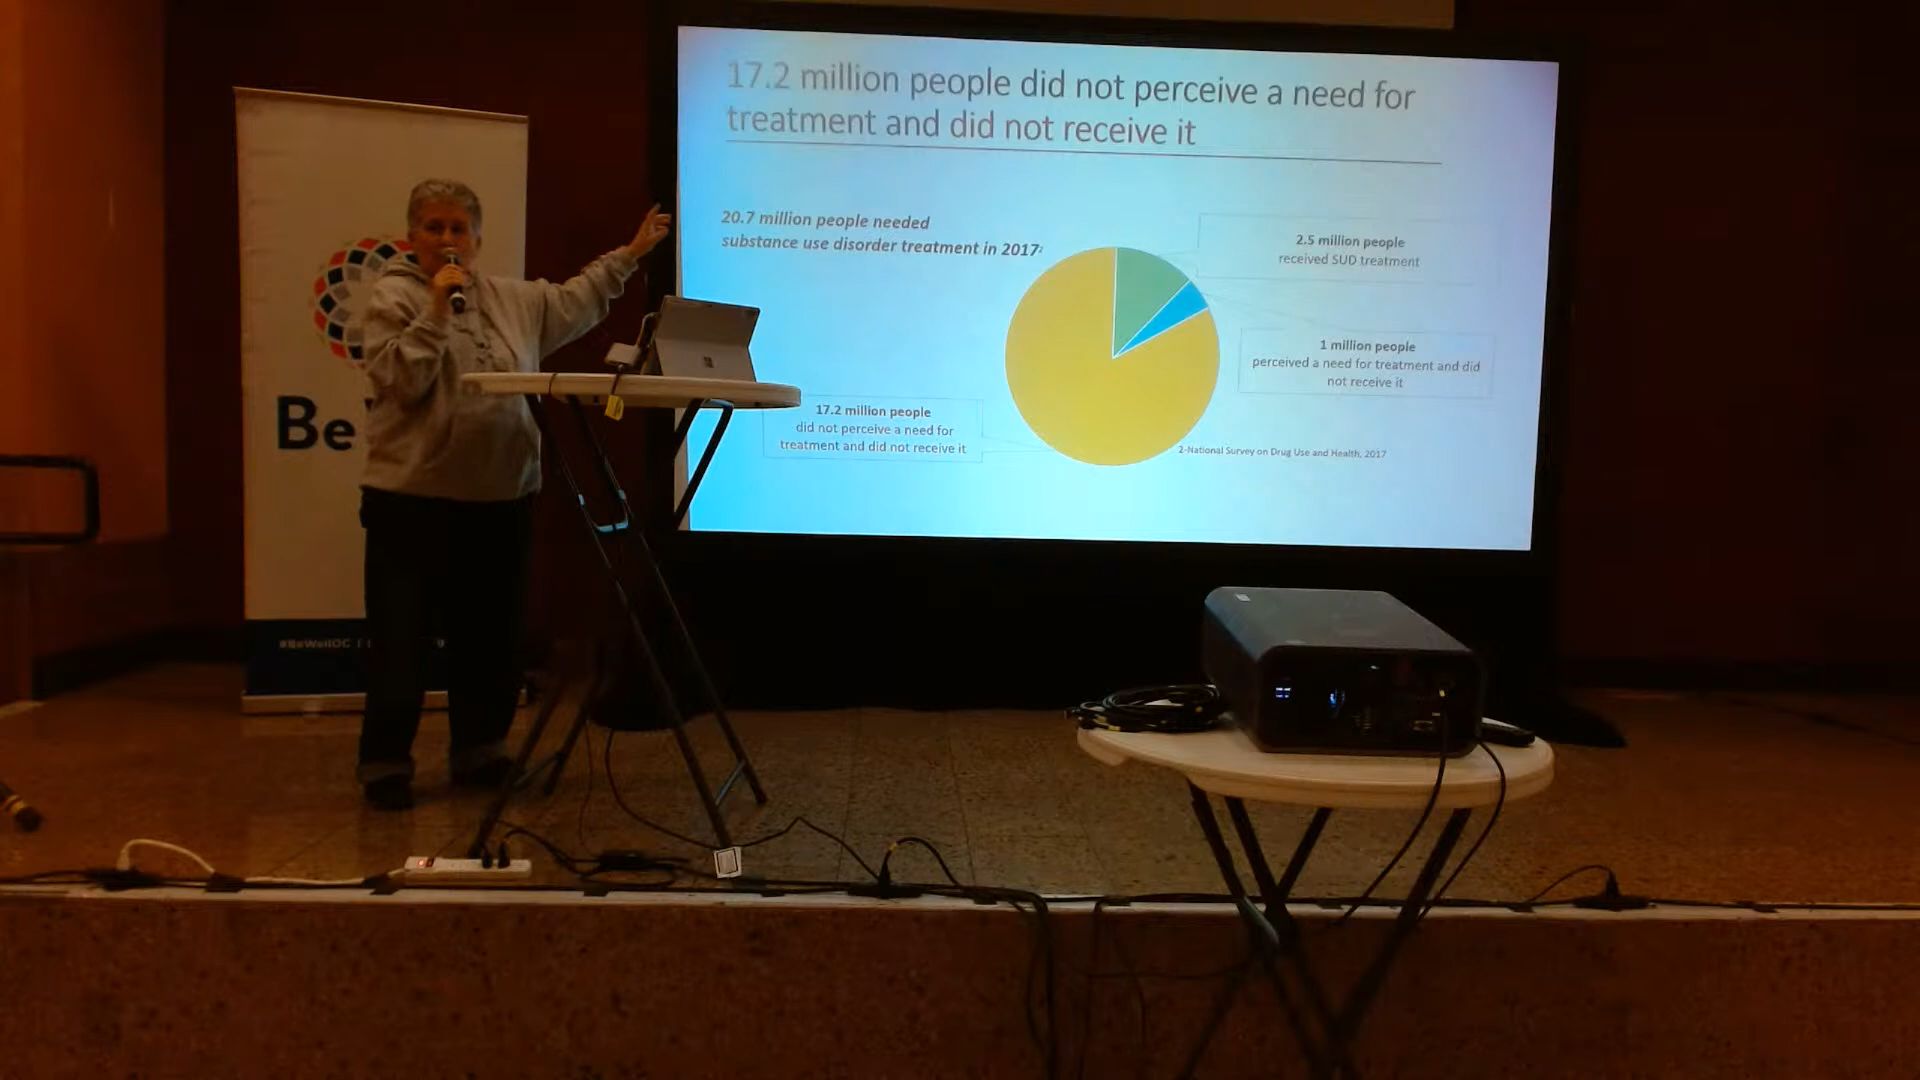 17.2 million people did not perceive a need for
treatment and did not receive it
20.7 million people needed
substance use disorder treatment in 2017²
2.5 million people
received SUD treatment
1 million people
perceived a need for treatment and did
not receive it
17.2 million people
did not perceive a need for
treatment and did not receive it
2-National Survey on Drug Use and Health, 2017
Be
#BeWellOC